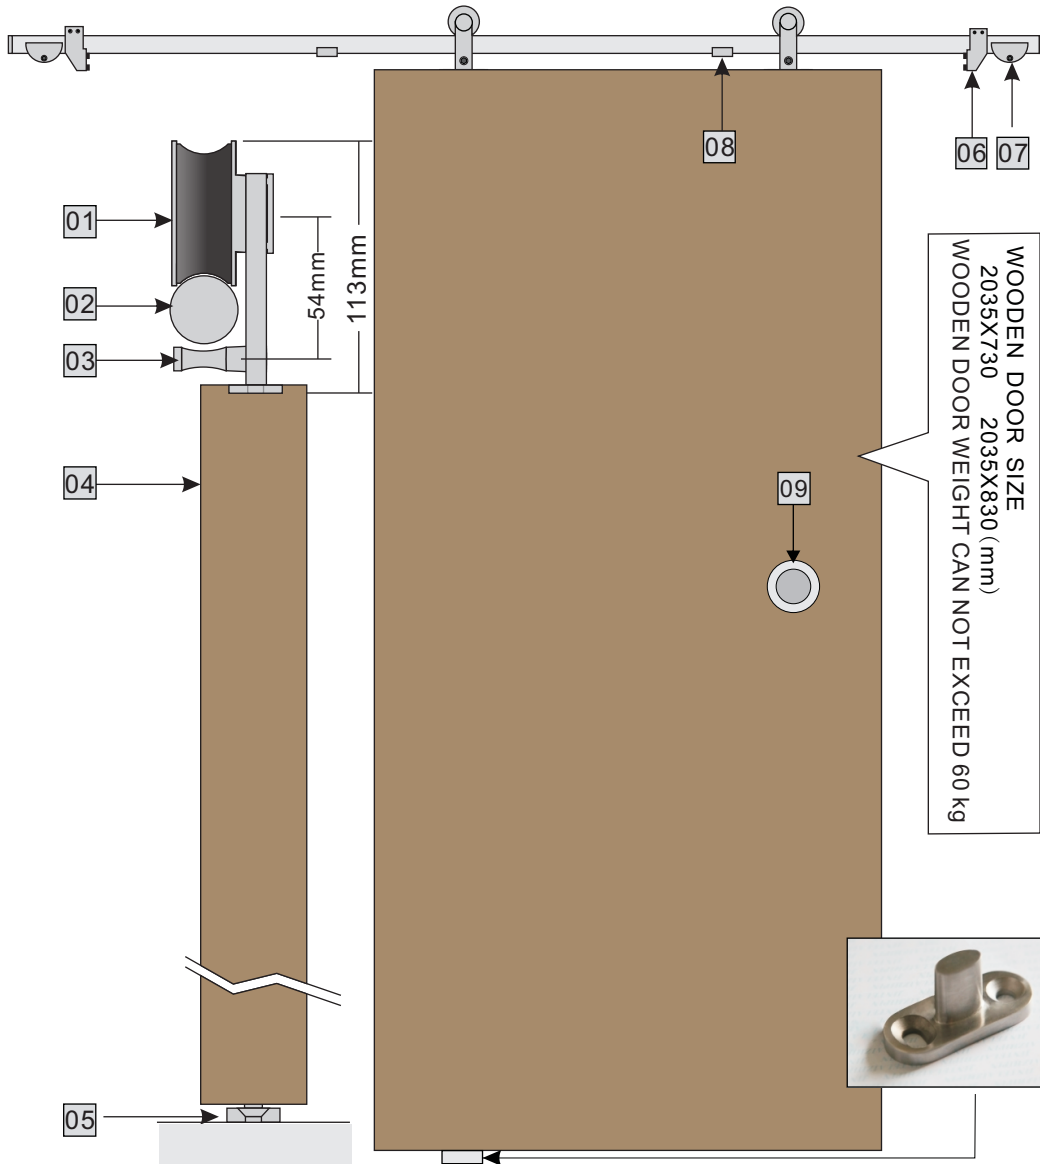 08
06
07
01
02
03
54mm
113mm
04
09
05
WOODEN DOOR SIZE
2035X730 2035X830(mm)
WOODEN DOOR WEIGHT CAN NOT EXCEED 60 kg